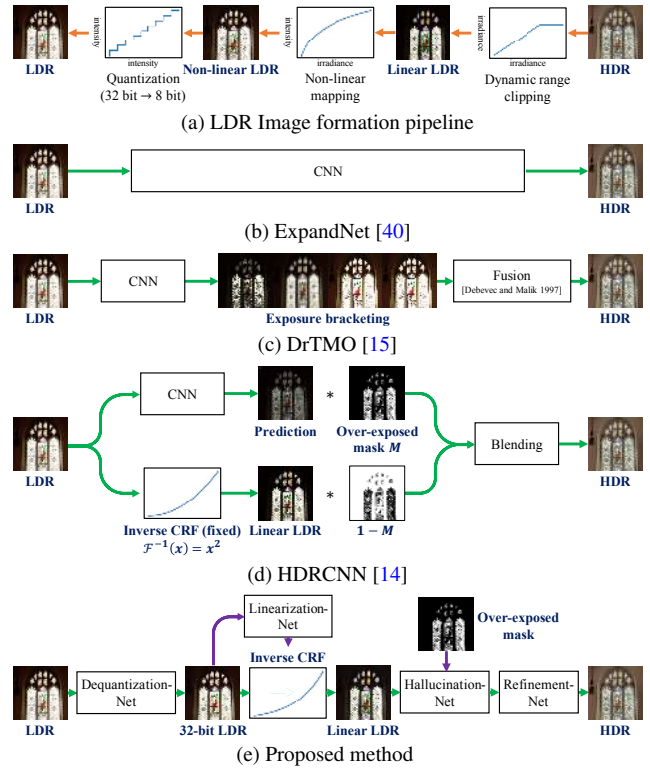 intensity
intensity
irradiance
LDR
intensity
Non-linear LDR
irradiance
Linear LDR
irradiance
HDR
Quantization
(32 bit → 8 bit)
Non-linear
mapping
Dynamic range
clipping
(a) LDR Image formation pipeline
CNN
LDR
HDR
(b) ExpandNet [40]
CNN
Fusion
[Debevec and Malik 1997]
LDR
Exposure bracketing
HDR
(c) DrTMO [15]
CNN
*
Prediction
Over-exposed
mask M
Blending
LDR
HDR
*
Inverse CRF (fixed)
Linear LDR
1 − M
ℱ⁻¹(x) = x²
(d) HDRCNN [14]
Linearization-
Net
Over-exposed
mask
Inverse CRF
Dequantization-
Net
Hallucination-
Net
Refinement-
Net
LDR
32-bit LDR
Linear LDR
HDR
(e) Proposed method